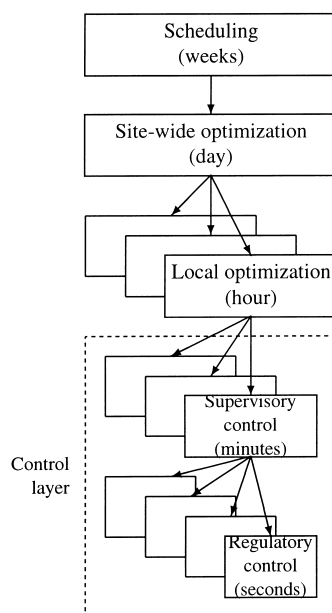 Scheduling
(weeks)
Site-wide optimization
(day)
Local optimization
(hour)
Supervisory
control
(minutes)
Control
layer
Regulatory
control
(seconds)